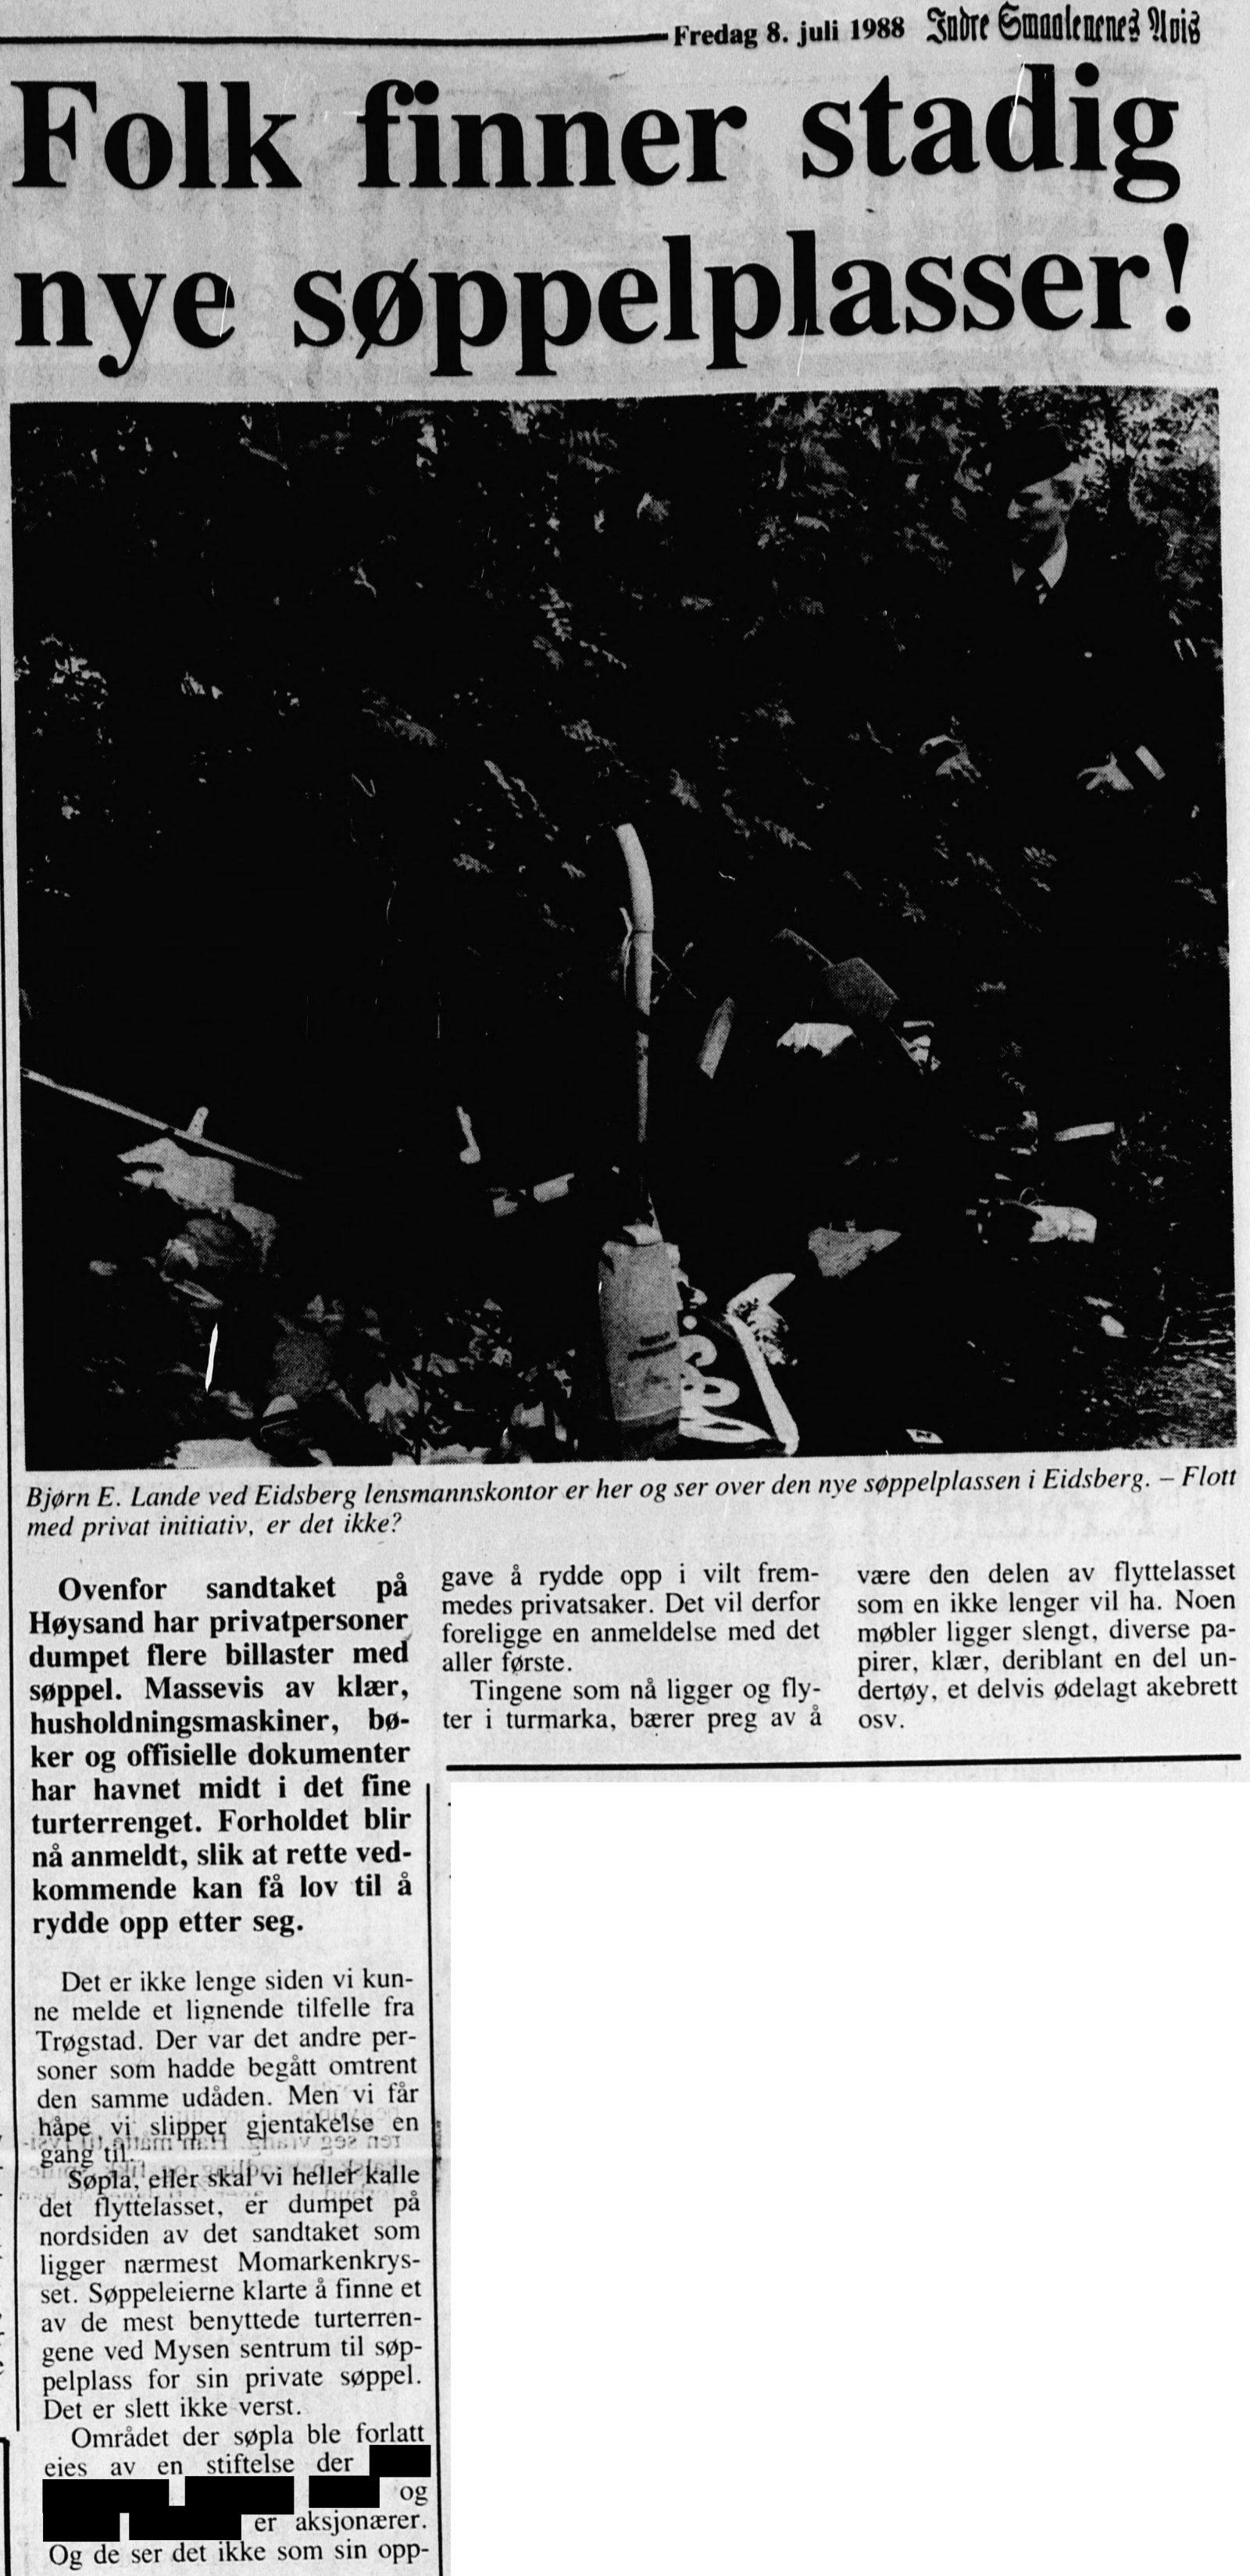 Fredag 8. juli 1988 Indre Smaalenenes Avis
Folk finner stadig
nye søppelplasser!
Bjørn E. Lande ved Eidsberg lensmannskontor er her og ser over den nye søppelplassen i Eidsberg. – Flott
med privat initiativ, er det ikke?
Ovenfor sandtaket på
Høysand har privatpersoner
dumpet flere billaster med
søppel. Massevis av klær,
husholdningsmaskiner, bø-
ker og offisielle dokumenter
har havnet midt i det fine
turterrenget. Forholdet blir
nå anmeldt, slik at rette ved-
kommende kan få lov til å
rydde opp etter seg.
Det er ikke lenge siden vi kun-
ne melde et lignende tilfelle fra
Trøgstad. Der var det andre per-
soner som hadde begått omtrent
den samme udåden. Men vi får
håpe vi slipper gjentakelse en
gang til.
Søpla, eller skal vi heller kalle
det flyttelasset, er dumpet på
nordsiden av det sandtaket som
ligger nærmest Momarkenkrys-
set. Søppeleierne klarte å finne et
av de mest benyttede turterren-
gene ved Mysen sentrum til søp-
pelplass for sin private søppel.
Det er slett ikke verst.
Området der søpla ble forlatt
eies av en stiftelse der
og
er aksjonærer.
Og de ser det ikke som sin opp-
gave å rydde opp i vilt frem-
medes privatsaker. Det vil derfor
foreligge en anmeldelse med det
aller første.
Tingene som nå ligger og fly-
ter i turmarka, bærer preg av å
være den delen av flyttelasset
som en ikke lenger vil ha. Noen
møbler ligger slengt, diverse pa-
pirer, klær, deriblant en del un-
dertøy, et delvis ødelagt akebrett
osv.